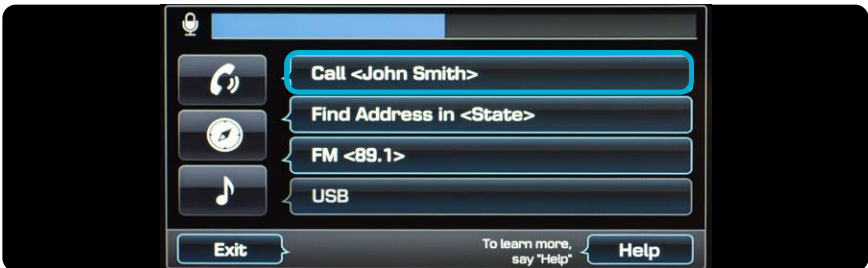 Call <John Smith>
Find Address in <State>
FM <89.1>
USB
Exit
To learn more,
say "Help"
Help